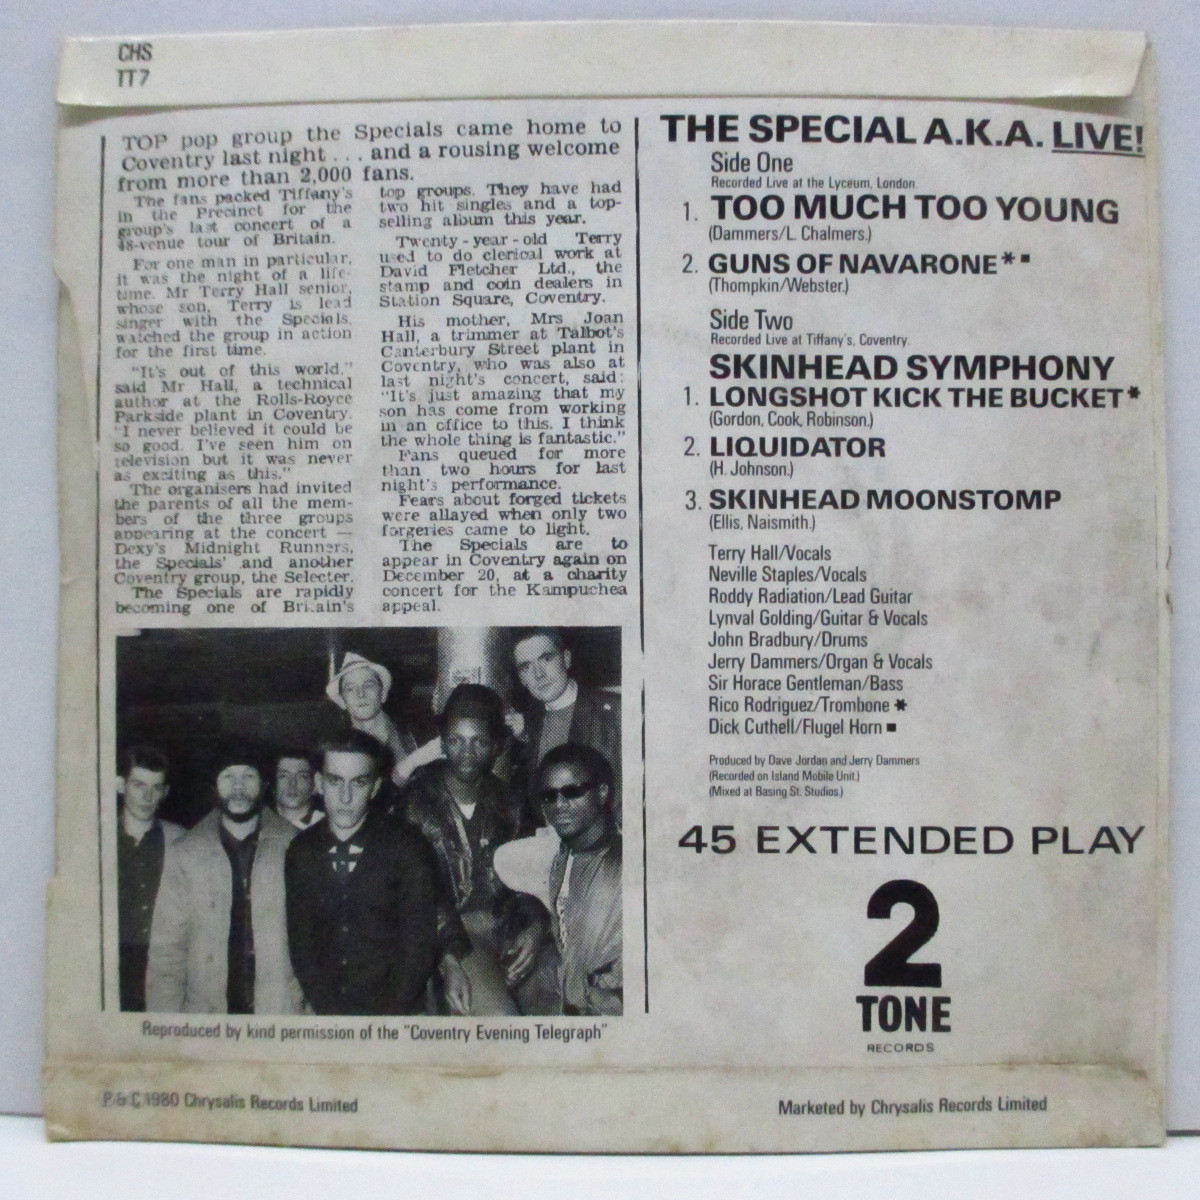 CHS
TT7
TOP pop group the Specials came home to
Coventry last night . . . and a rousing welcome
from more than 2,000 fans.
The fans packed Tiffany's
in the Precinct for the
group's last concert of a
48-venue tour of Britain.
For one man in particular,
it was the night of a life-
time. Mr Terry Hall senior,
whose son, Terry is lead
singer with the Specials,
watched the group in action
for the first time.
"It's out of this world,"
said Mr Hall, a technical
author at the Rolls-Royce
Parkside plant in Coventry.
"I never believed it could be
so good. I've seen him on
television but it was never
as exciting as this."
The organisers had invited
the parents of all the mem-
bers of the three groups
appearing at the concert —
Dexy's Midnight Runners,
the Specials' and another
Coventry group, the Selecter.
The Specials are rapidly
becoming one of Britain's
top groups. They have had
two hit singles and a top-
selling album this year.
Twenty-year-old Terry
used to do clerical work at
David Fletcher Ltd., the
stamp and coin dealers in
Station Square, Coventry.
His mother, Mrs Joan
Hall, a trimmer at Talbot's
Canterbury Street plant in
Coventry, who was also at
last night's concert, said:
"It's just amazing that my
son has come from working
in an office to this. I think
the whole thing is fantastic."
Fans queued for more
than two hours for last
night's performance.
Fears about forged tickets
were allayed when only two
forgeries came to light.
The Specials are to
appear in Coventry again on
December 20, at a charity
concert for the Kampuchea
appeal.
Reproduced by kind permission of the "Coventry Evening Telegraph"
THE SPECIAL A.K.A. LIVE!
Side One
Recorded Live at the Lyceum, London.
1. TOO MUCH TOO YOUNG
(Dammers/L. Chalmers.)
2. GUNS OF NAVARONE*■
(Thompkin/Webster.)
Side Two
Recorded Live at Tiffany's, Coventry.
SKINHEAD SYMPHONY
1. LONGSHOT KICK THE BUCKET*
(Gordon, Cook, Robinson.)
2. LIQUIDATOR
(H. Johnson.)
3. SKINHEAD MOONSTOMP
(Ellis, Naismith.)
Terry Hall/Vocals
Neville Staples/Vocals
Roddy Radiation/Lead Guitar
Lynval Golding/Guitar & Vocals
John Bradbury/Drums
Jerry Dammers/Organ & Vocals
Sir Horace Gentleman/Bass
Rico Rodriguez/Trombone *
Dick Cuthell/Flugel Horn ■
Produced by Dave Jordan and Jerry Dammers
(Recorded on Island Mobile Unit.)
(Mixed at Basing St. Studios.)
45 EXTENDED PLAY
2
TONE
RECORDS
P & C 1980 Chrysalis Records Limited
Marketed by Chrysalis Records Limited